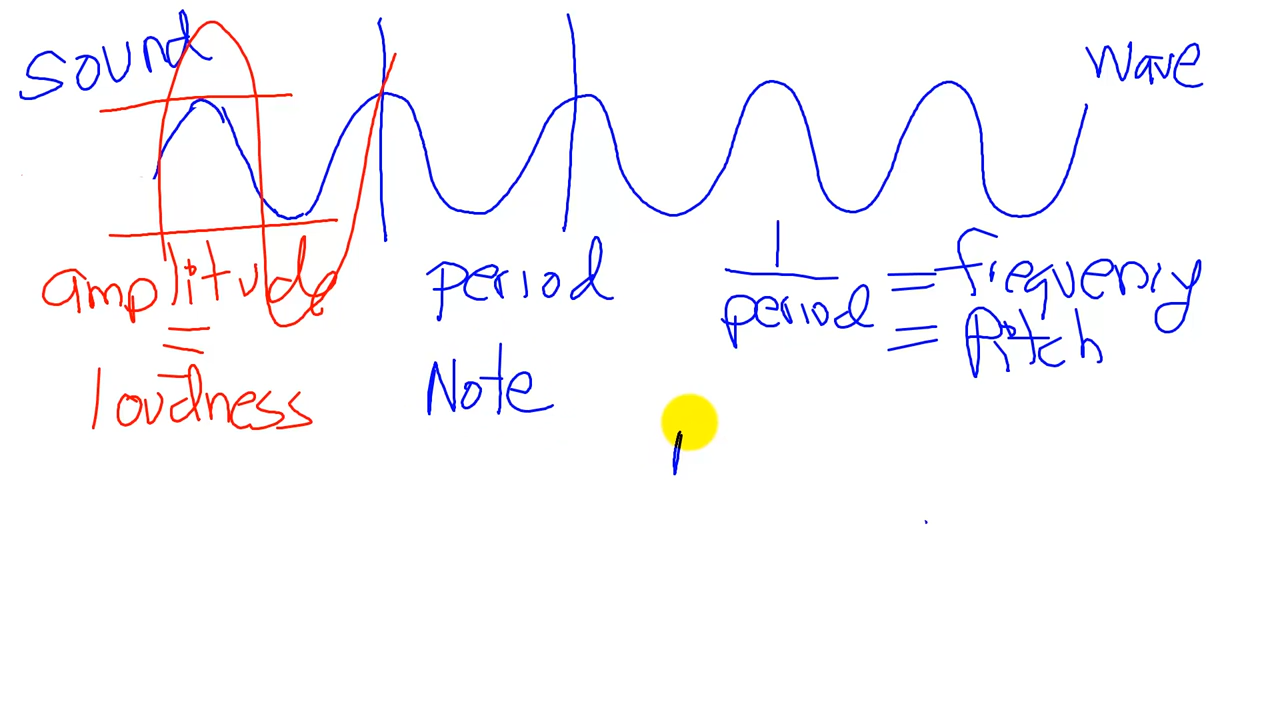 sound
wave
amplitude
=
loudness
period
Note
1
period
= frequency
= Pitch